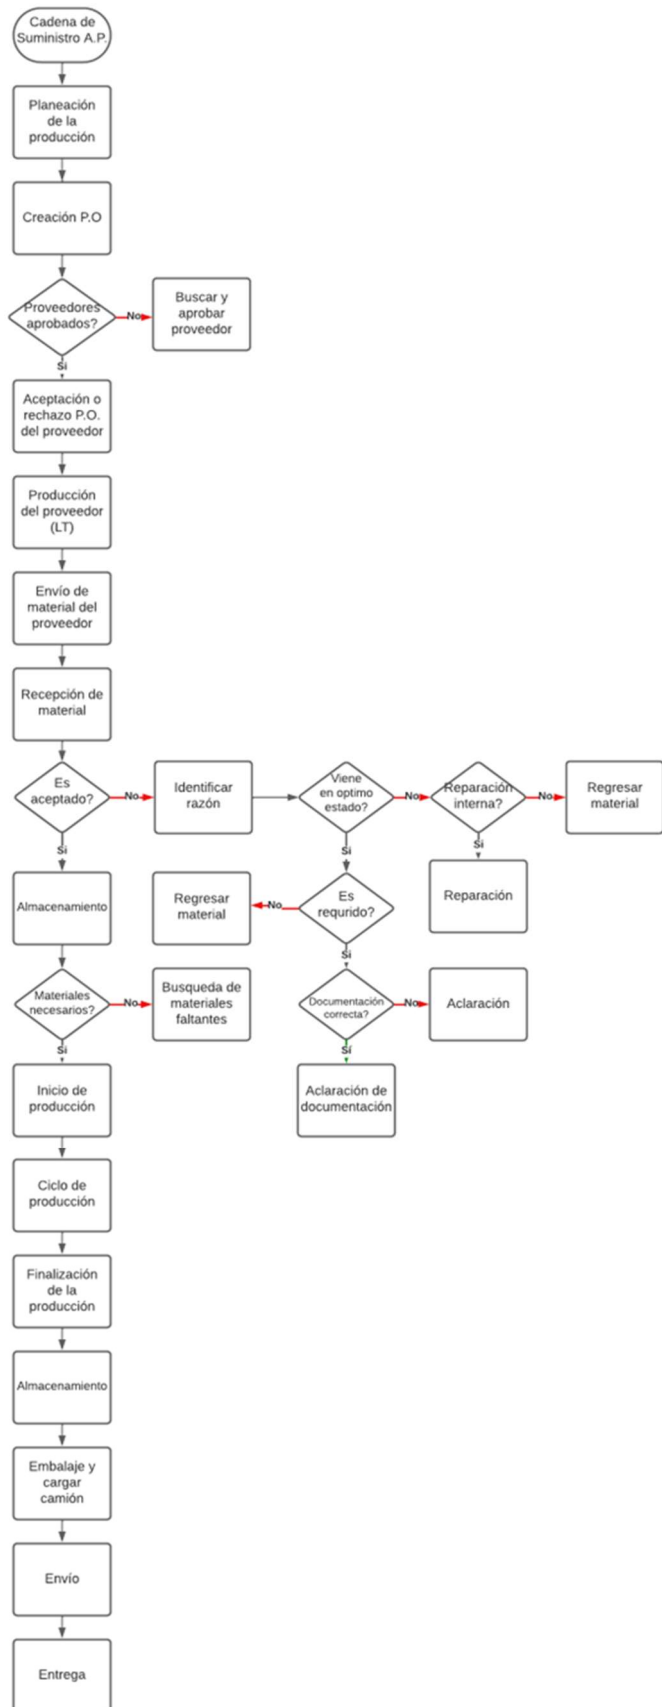 Cadena de
Suministro A.P.
Planeación
de la
producción
Creación P.O
Proveedores
aprobados?
No
Buscar y
aprobar
proveedor
Si
Aceptación o
rechazo P.O.
del proveedor
Producción
del proveedor
(LT)
Envío de
material del
proveedor
Recepción de
material
Es
aceptado?
No
Identificar
razón
Viene
en optimo
estado?
No
Reparación
interna?
No
Regresar
material
Si
Si
Si
Almacenamiento
Regresar
material
No
Es
requrido?
Reparación
Si
Materiales
necesarios?
No
Busqueda de
materiales
faltantes
Documentación
correcta?
No
Aclaración
Si
Sí
Inicio de
producción
Aclaración de
documentación
Ciclo de
producción
Finalización
de la
producción
Almacenamiento
Embalaje y
cargar
camión
Envío
Entrega